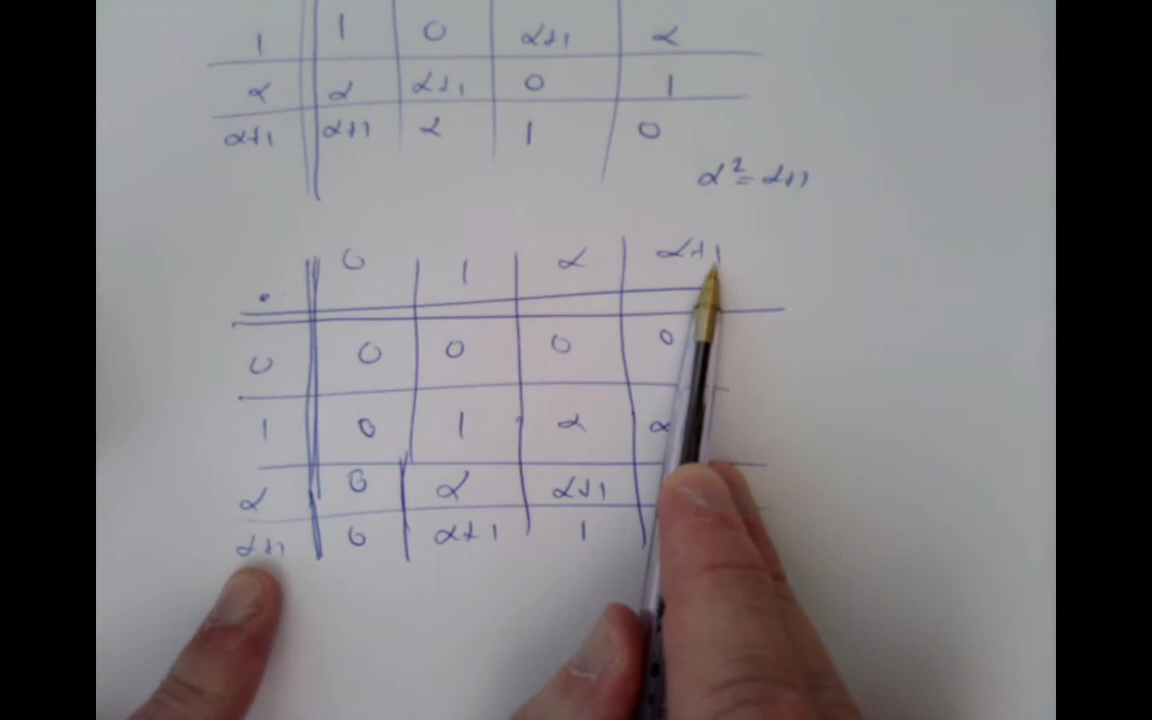 1 1 0 α+1 α
α α α+1 0 1
α+1 α+1 α 1 0
α² = α+1
· 0 1 α α+1
0 0 0 0 0
1 0 1 α α
α 0 α α+1
α+1 0 α+1 1